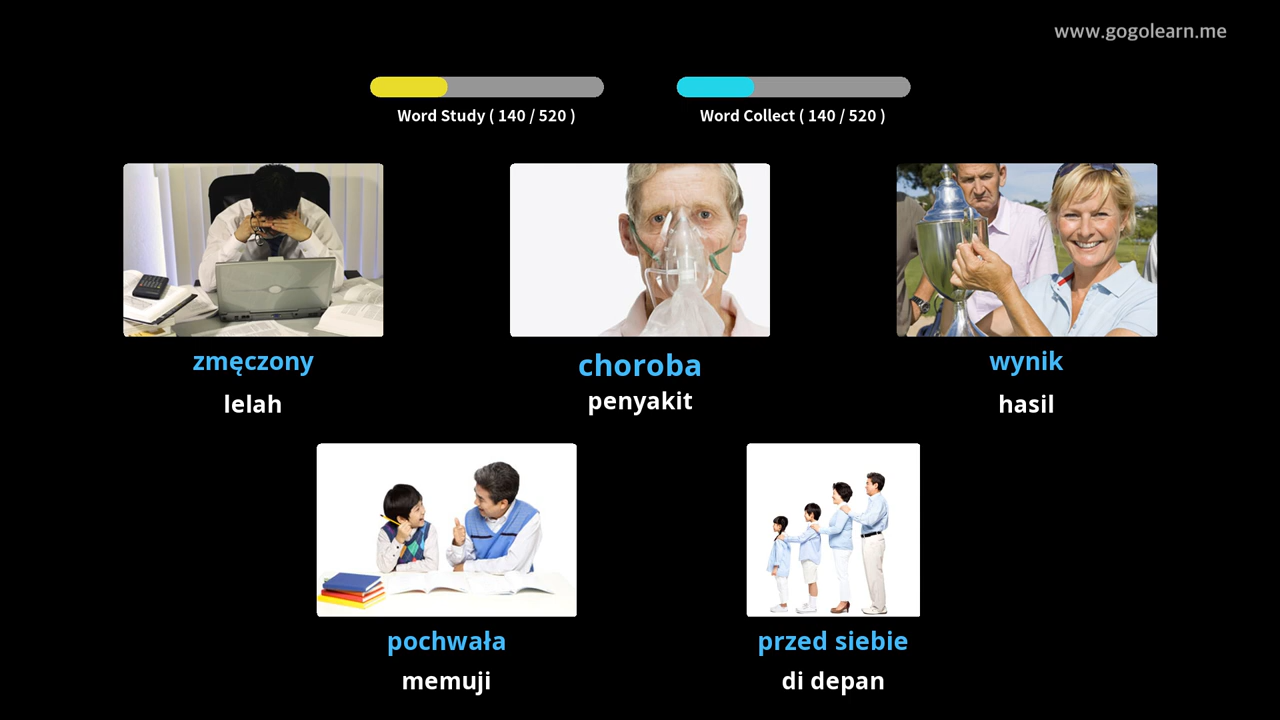 www.gogolearn.me
Word Study ( 140 / 520 )
Word Collect ( 140 / 520 )
zmęczony
lelah
choroba
penyakit
wynik
hasil
pochwała
memuji
przed siebie
di depan